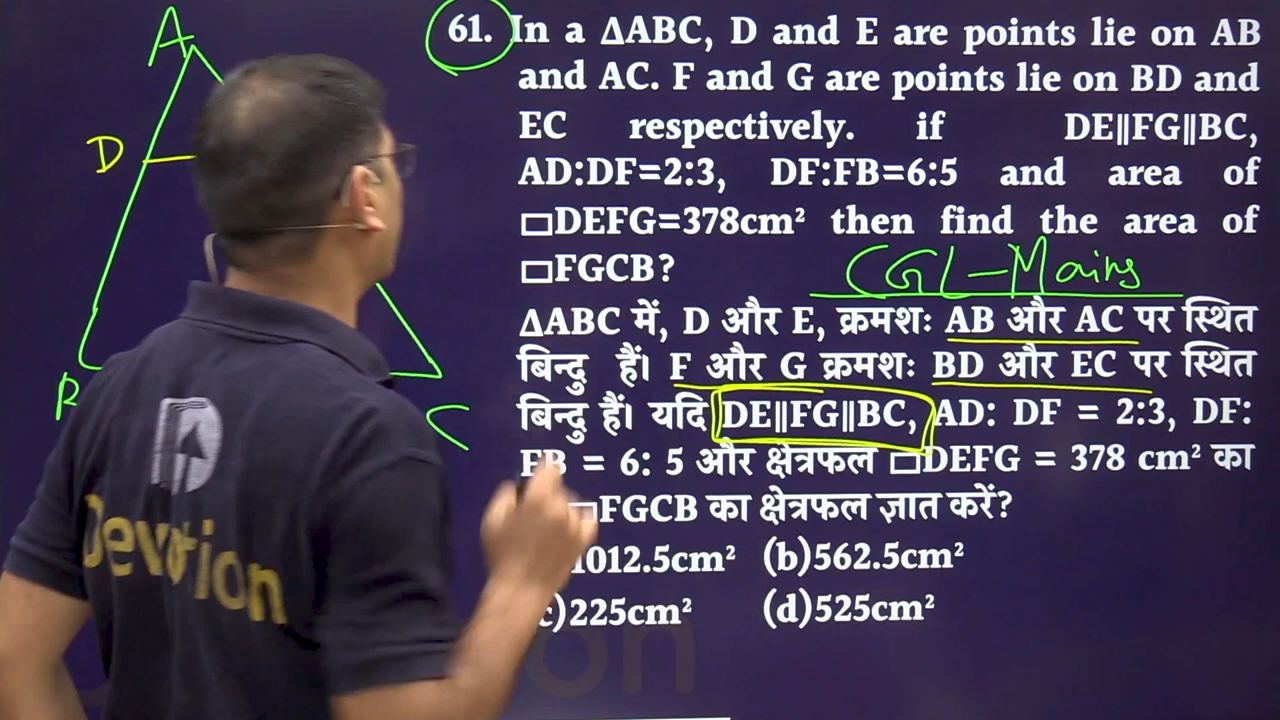 61. In a ΔABC, D and E are points lie on AB
and AC. F and G are points lie on BD and
EC respectively. if DE||FG||BC,
AD:DF=2:3, DF:FB=6:5 and area of
□DEFG=378cm² then find the area of
□FGCB?
CGL-Mains
ΔABC में, D और E, क्रमशः AB और AC पर स्थित
बिन्दु हैं। F और G क्रमशः BD और EC पर स्थित
बिन्दु हैं। यदि DE||FG||BC, AD: DF = 2:3, DF:
FB = 6: 5 और क्षेत्रफल □DEFG = 378 cm² का
□FGCB का क्षेत्रफल ज्ञात करें?
1012.5cm² (b)562.5cm²
c)225cm² (d)525cm²
A
D
B
C
Devotion
on